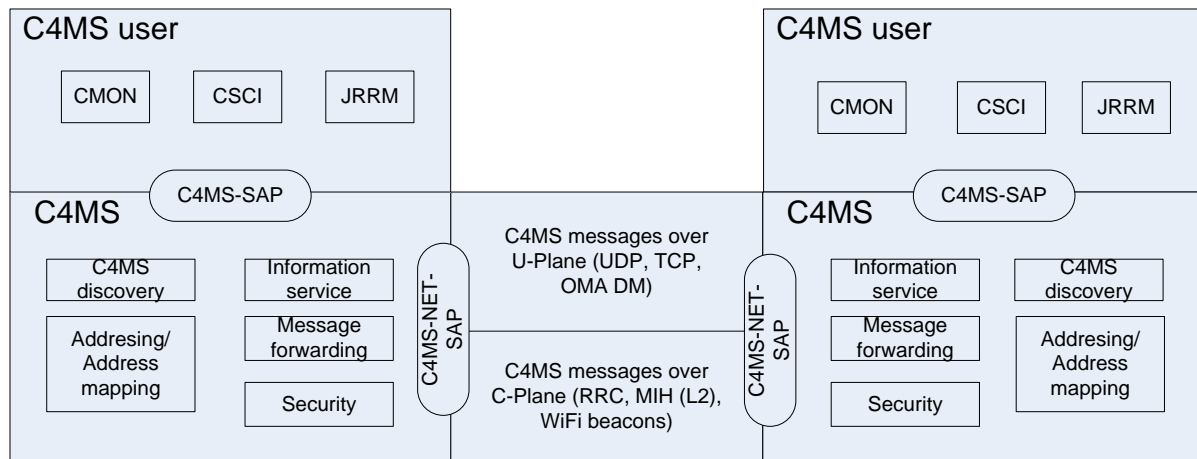 C4MS user
CMON
CSCI
JRRM
C4MS-SAP
C4MS
C4MS
discovery
Information
service
Addresing/
Address
mapping
Message
forwarding
Security
C4MS-NET-
SAP
C4MS messages over
U-Plane (UDP, TCP,
OMA DM)
C4MS messages over
C-Plane (RRC, MIH (L2),
WiFi beacons)
C4MS user
CMON
CSCI
JRRM
C4MS-SAP
C4MS
C4MS-NET-
SAP
Information
service
C4MS
discovery
Message
forwarding
Addresing/
Address
mapping
Security